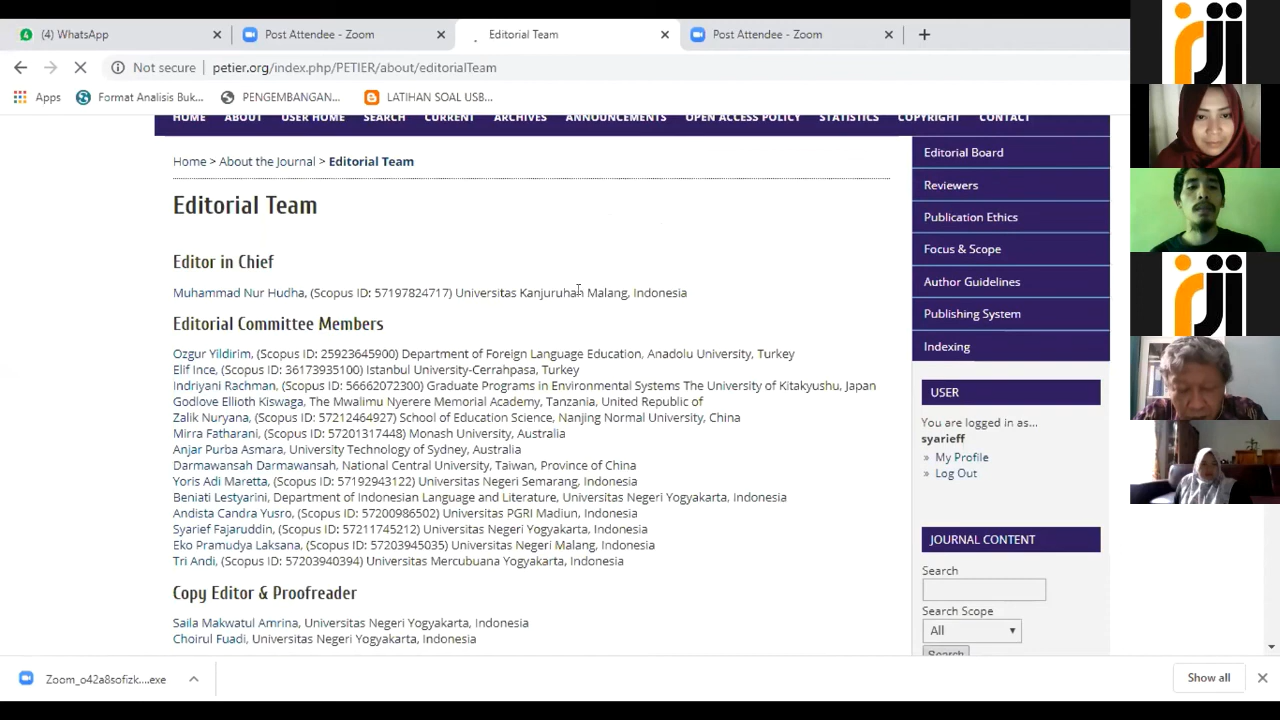 (4) WhatsApp
Post Attendee - Zoom
Editorial Team
Post Attendee - Zoom
Not secure
petier.org/index.php/PETIER/about/editorialTeam
Apps
Format Analisis Buk...
PENGEMBANGAN...
LATIHAN SOAL USB...
HOME ABOUT USER HOME SEARCH CURRENT ARCHIVES ANNOUNCEMENTS OPEN ACCESS POLICY STATISTICS COPYRIGHT CONTACT
Home > About the Journal > Editorial Team
Editorial Team
Editor in Chief
Muhammad Nur Hudha, (Scopus ID: 57197824717) Universitas Kanjuruhan Malang, Indonesia
Editorial Committee Members
Ozgur Yildirim, (Scopus ID: 25923645900) Department of Foreign Language Education, Anadolu University, Turkey
Elif Ince, (Scopus ID: 36173935100) Istanbul University-Cerrahpasa, Turkey
Indriyani Rachman, (Scopus ID: 56662072300) Graduate Programs in Environmental Systems The University of Kitakyushu, Japan
Godlove Ellioth Kiswaga, The Mwalimu Nyerere Memorial Academy, Tanzania, United Republic of
Zalik Nuryana, (Scopus ID: 57212464927) School of Education Science, Nanjing Normal University, China
Mirra Fatharani, (Scopus ID: 57201317448) Monash University, Australia
Anjar Purba Asmara, University Technology of Sydney, Australia
Darmawansah Darmawansah, National Central University, Taiwan, Province of China
Yoris Adi Maretta, (Scopus ID: 57192943122) Universitas Negeri Semarang, Indonesia
Beniati Lestyarini, Department of Indonesian Language and Literature, Universitas Negeri Yogyakarta, Indonesia
Andista Candra Yusro, (Scopus ID: 57200986502) Universitas PGRI Madiun, Indonesia
Syarief Fajaruddin, (Scopus ID: 57211745212) Universitas Negeri Yogyakarta, Indonesia
Eko Pramudya Laksana, (Scopus ID: 57203945035) Universitas Negeri Malang, Indonesia
Tri Andi, (Scopus ID: 57203940394) Universitas Mercubuana Yogyakarta, Indonesia
Copy Editor & Proofreader
Saila Makwatul Amrina, Universitas Negeri Yogyakarta, Indonesia
Choirul Fuadi, Universitas Negeri Yogyakarta, Indonesia
Editorial Board
Reviewers
Publication Ethics
Focus & Scope
Author Guidelines
Publishing System
Indexing
USER
You are logged in as...
syarieff
» My Profile
» Log Out
JOURNAL CONTENT
Search
Search Scope
All
Search
Zoom_o42a8sofizk....exe
Show all
rji
rji